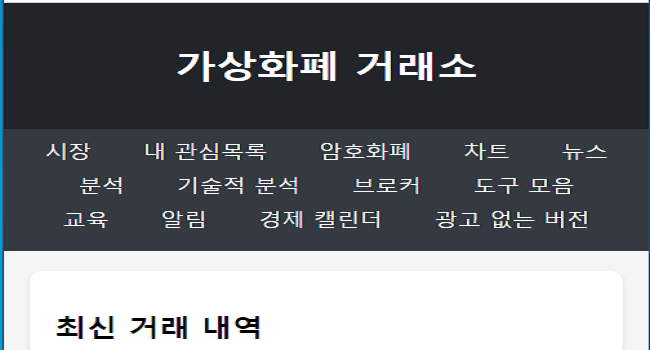 가상화폐 거래소
시장 내 관심목록 암호화폐 차트 뉴스
분석 기술적 분석 브로커 도구 모음
교육 알림 경제 캘린더 광고 없는 버전
최신 거래 내역